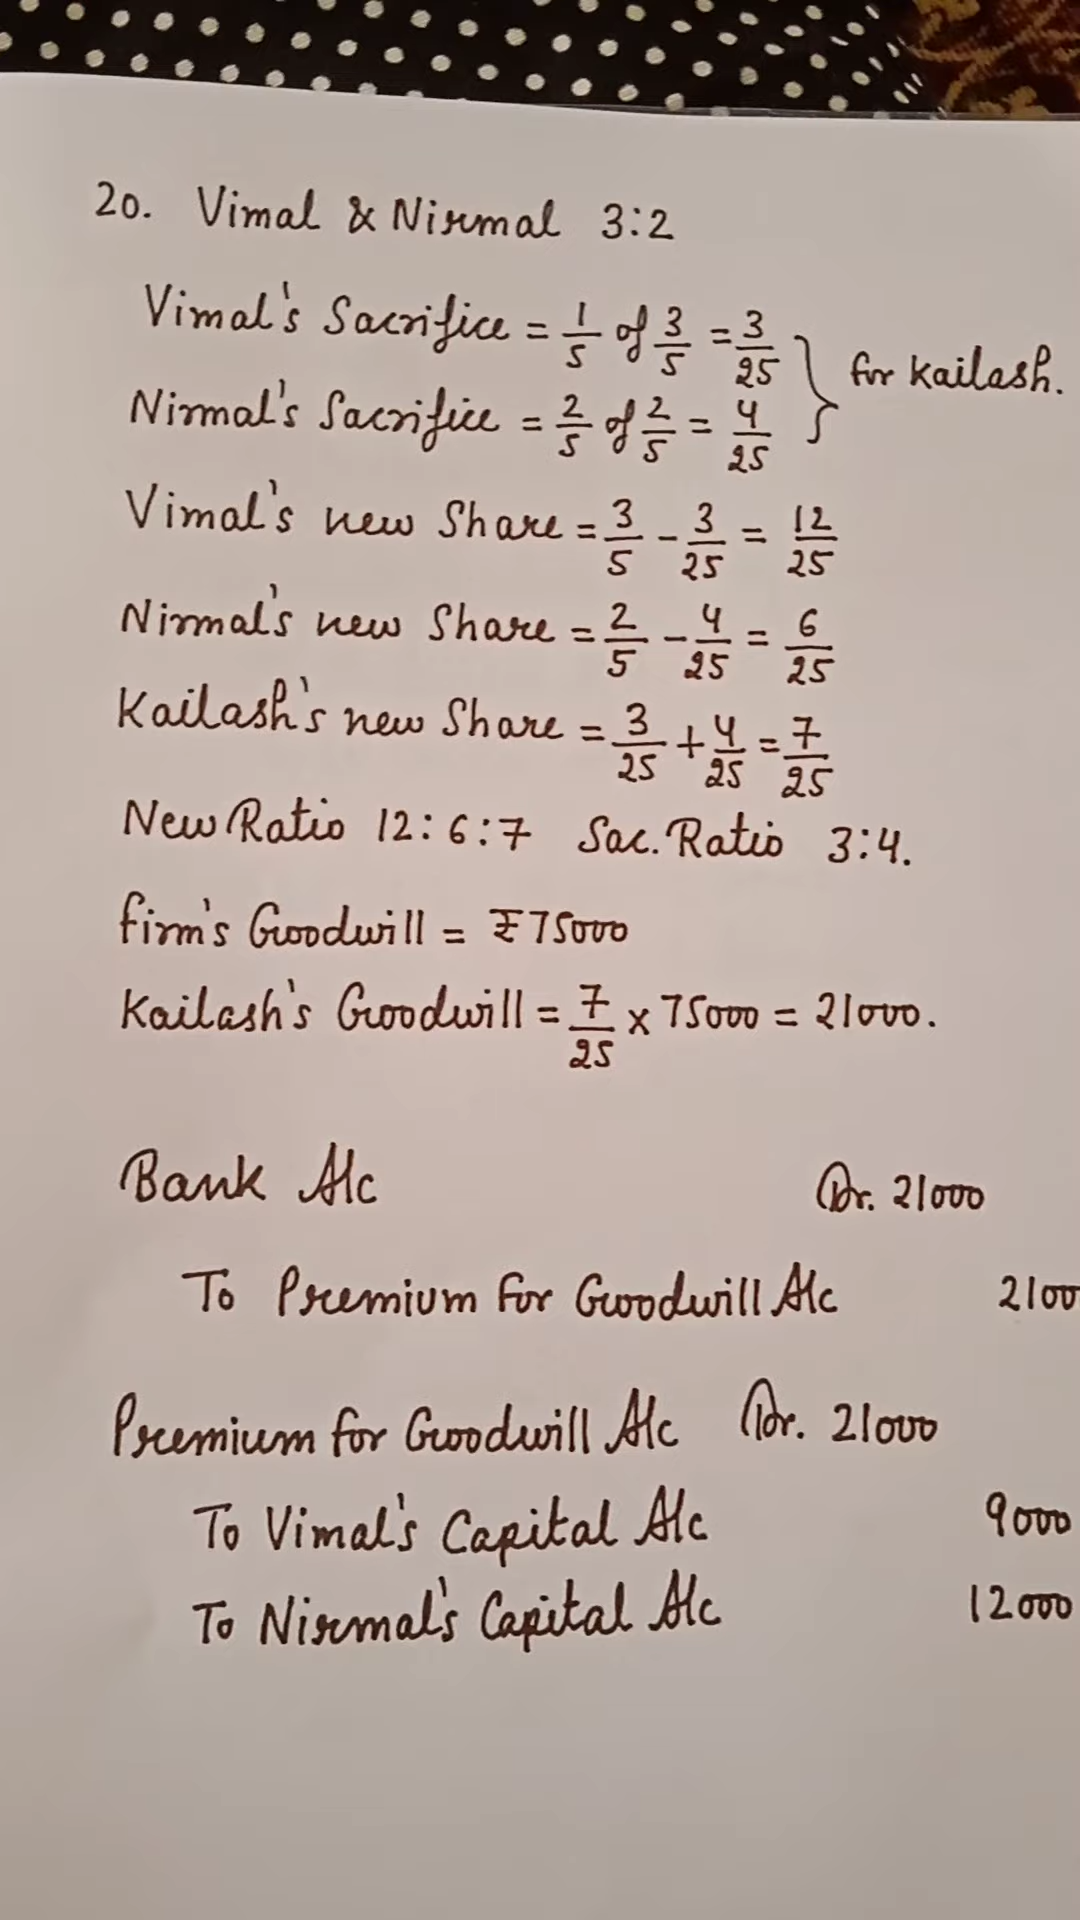 20. Vimal & Nirmal 3:2
Vimal's Sacrifice = 1/5 of 3/5 = 3/25 } for Kailash.
Nirmal's Sacrifice = 2/5 of 2/5 = 4/25
Vimal's new Share = 3/5 - 3/25 = 12/25
Nirmal's new Share = 2/5 - 4/25 = 6/25
Kailash's new Share = 3/25 + 4/25 = 7/25
New Ratio 12:6:7 Sac. Ratio 3:4.
firm's Goodwill = ₹75000
Kailash's Goodwill = 7/25 x 75000 = 21000.
Bank A/c Dr. 21000
To Premium for Goodwill A/c 2100
Premium for Goodwill A/c Dr. 21000
To Vimal's Capital A/c 9000
To Nirmal's Capital A/c 12000